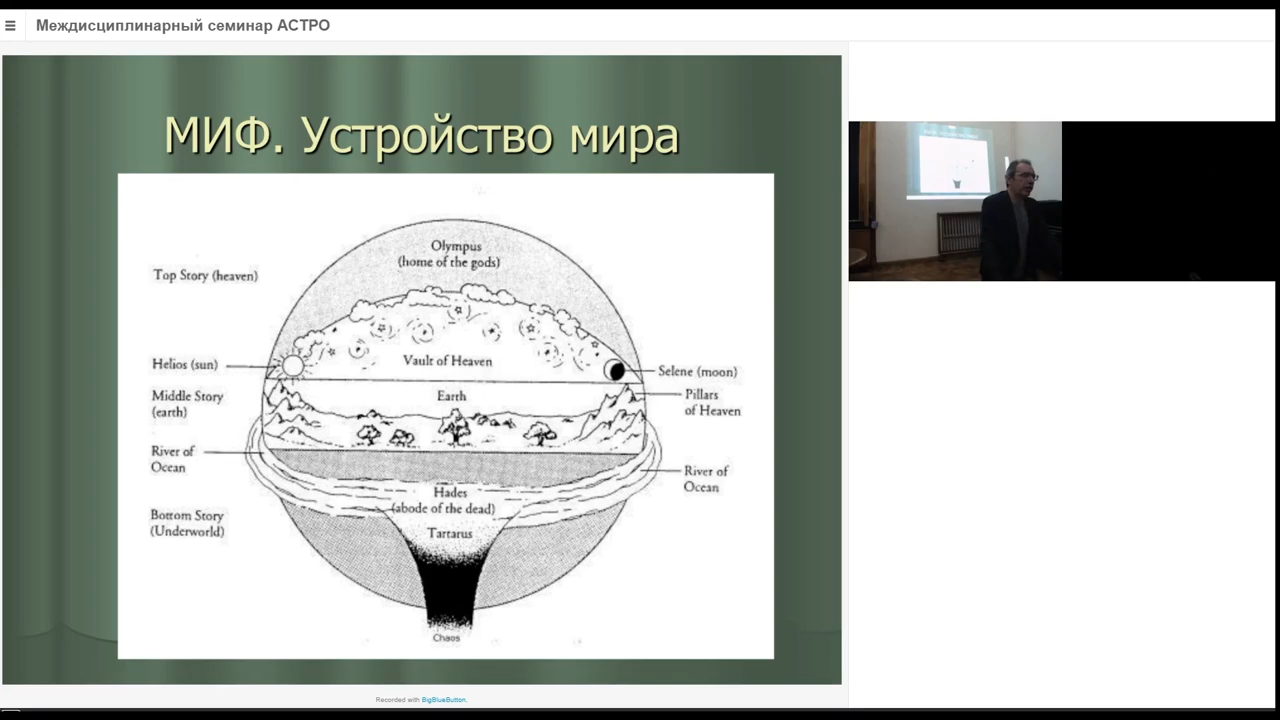 Междисциплинарный семинар АСТРО
МИФ. Устройство мира
Olympus
(home of the gods)
Top Story (heaven)
Helios (sun)
Vault of Heaven
Selene (moon)
Middle Story
(earth)
Earth
Pillars
of Heaven
River of
Ocean
River of
Ocean
Hades
(abode of the dead)
Bottom Story
(Underworld)
Tartarus
Chaos
Recorded with BigBlueButton.